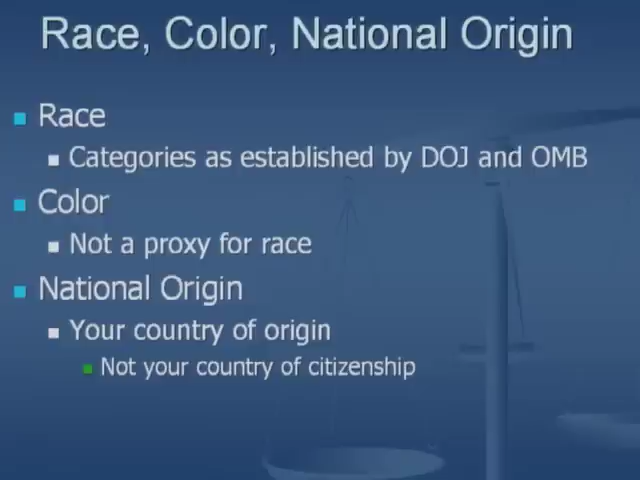 Race, Color, National Origin
Race
Categories as established by DOJ and OMB
Color
Not a proxy for race
National Origin
Your country of origin
Not your country of citizenship